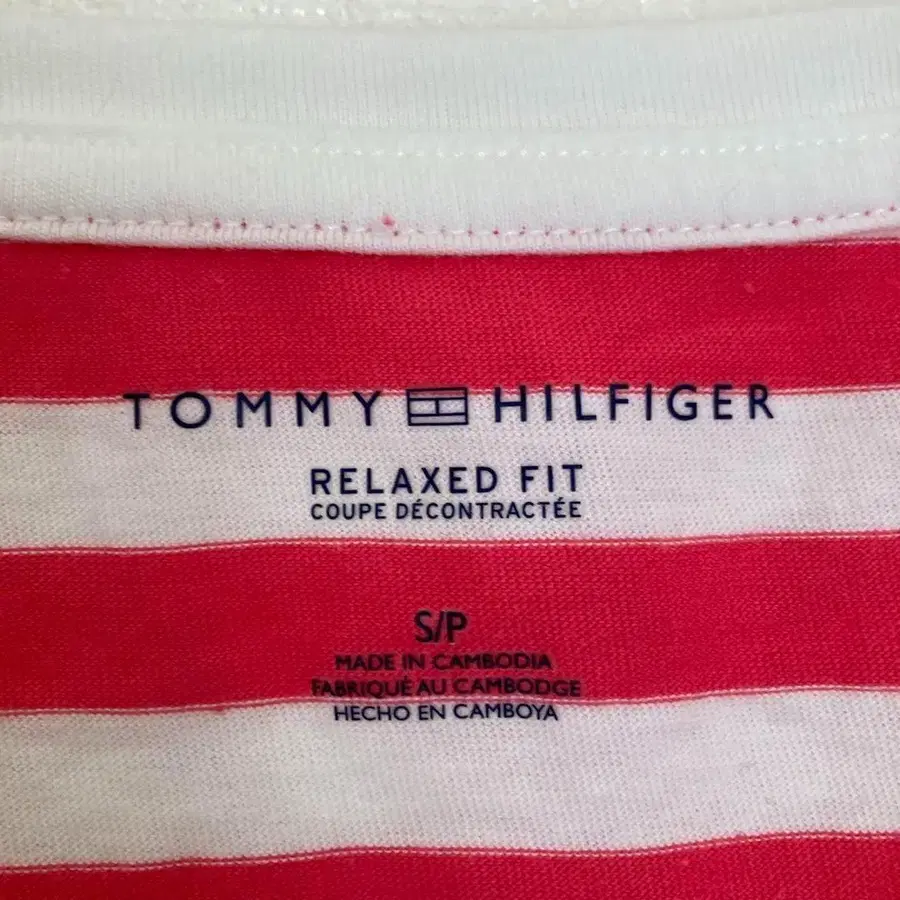 TOMMY HILFIGER
RELAXED FIT
COUPE DÉCONTRACTÉE
S/P
MADE IN CAMBODIA
FABRIQUÉ AU CAMBODGE
HECHO EN CAMBOYA